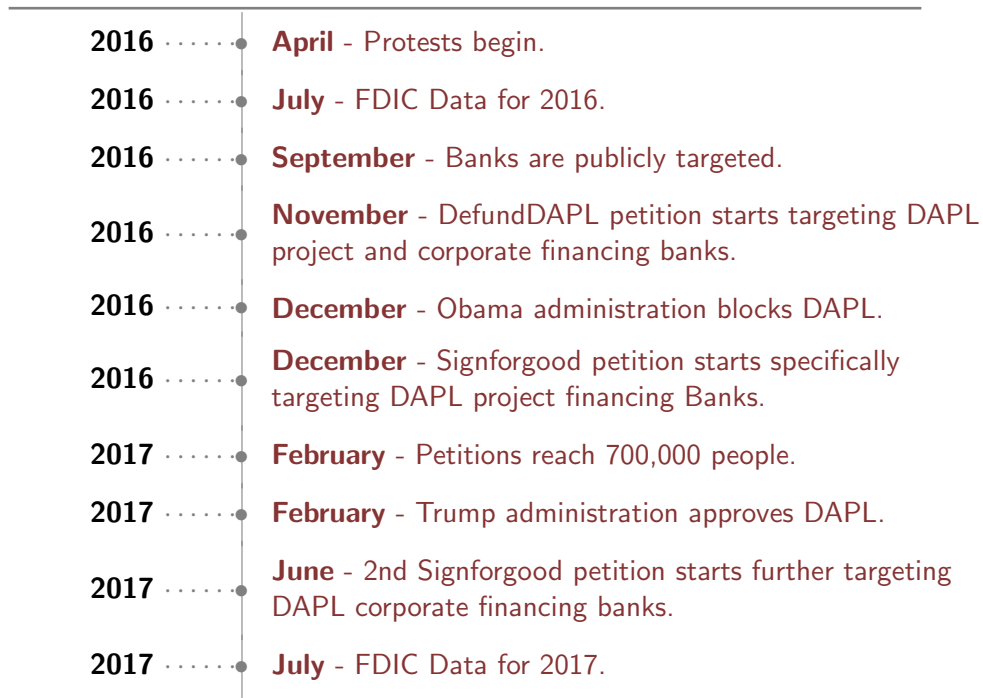 2016 April - Protests begin.
2016 July - FDIC Data for 2016.
2016 September - Banks are publicly targeted.
2016 November - DefundDAPL petition starts targeting DAPL
project and corporate financing banks.
2016 December - Obama administration blocks DAPL.
2016 December - Signforgood petition starts specifically
targeting DAPL project financing Banks.
2017 February - Petitions reach 700,000 people.
2017 February - Trump administration approves DAPL.
2017 June - 2nd Signforgood petition starts further targeting
DAPL corporate financing banks.
2017 July - FDIC Data for 2017.